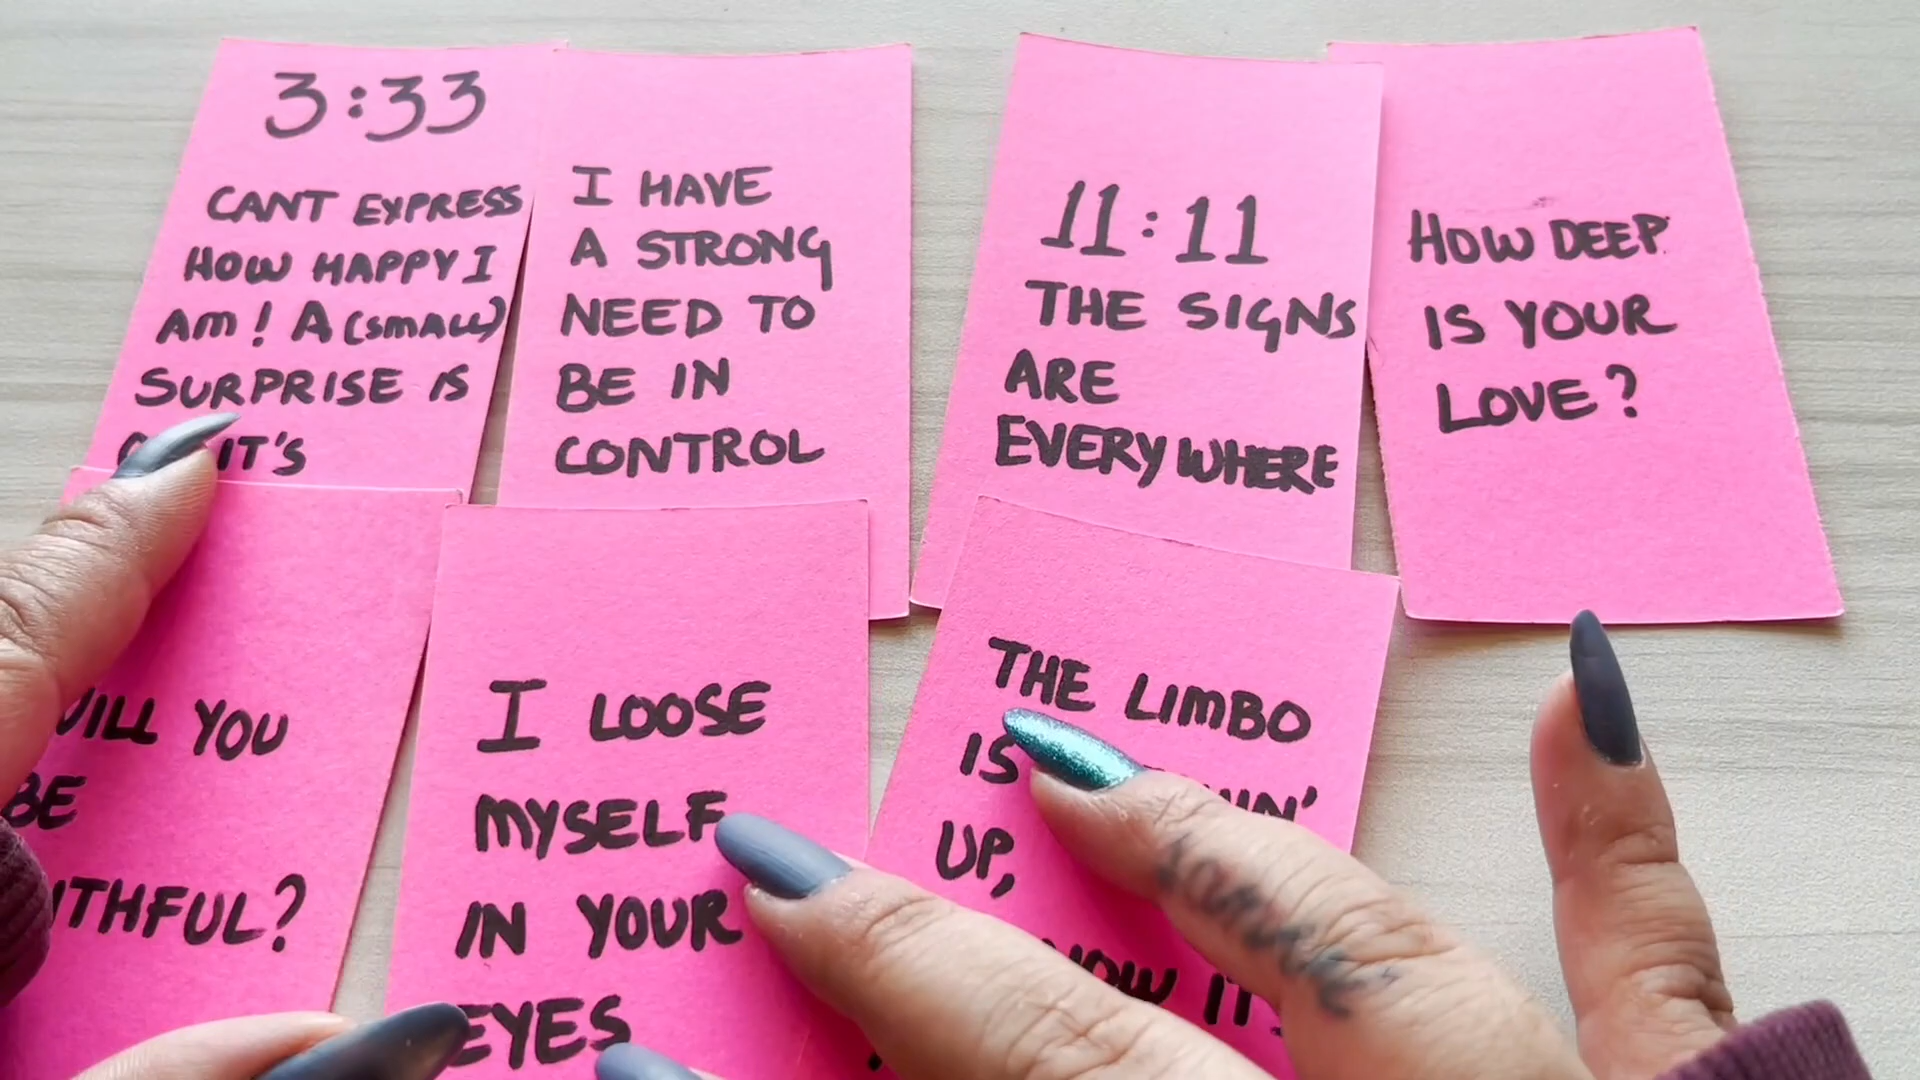 3:33
CANT EXPRESS
HOW HAPPY I
AM! A (SMALL)
SURPRISE IS
IT'S
I HAVE
A STRONG
NEED TO
BE IN
CONTROL
11:11
THE SIGNS
ARE
EVERYWHERE
HOW DEEP
IS YOUR
LOVE?
WILL YOU
BE
I LOOSE
MYSELF
IN YOUR
EYES
THE LIMBO
IS
UP,